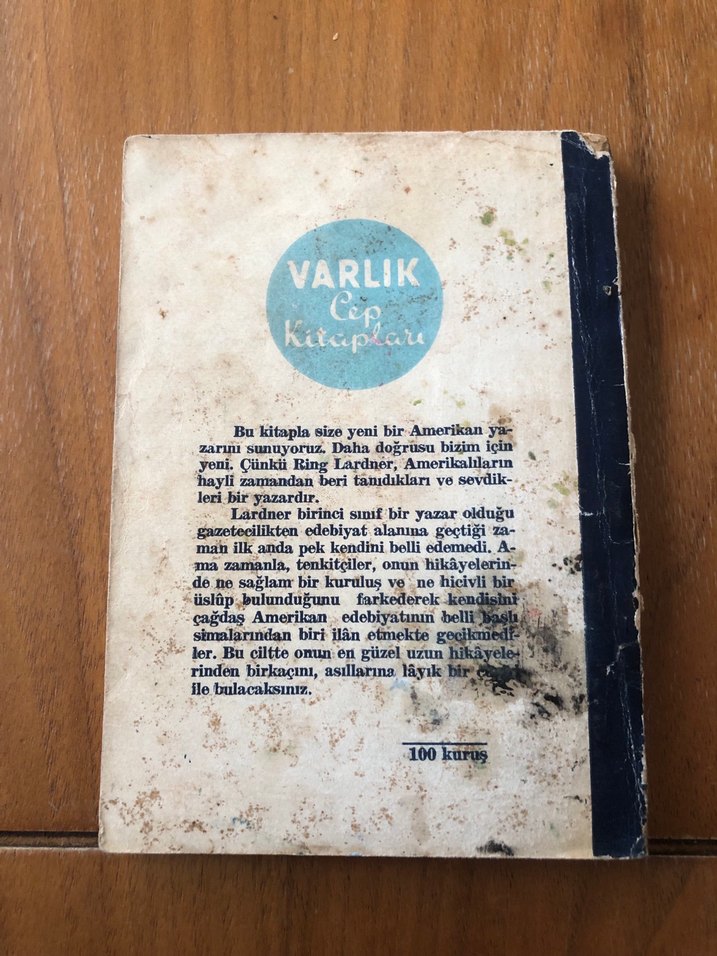 VARLIK
Cep
Kitapları
Bu kitapla size yeni bir Amerikan ya-
zarını sunuyoruz. Daha doğrusu bizim için
yeni. Çünkü Ring Lardner, Amerikalıların
hayli zamandan beri tanıdıkları ve sevdik-
leri bir yazardır.
Lardner birinci sınıf bir yazar olduğu
gazetecilikten edebiyat alanına geçtiği za-
man ilk anda pek kendini belli edemedi. A-
ma zamanla, tenkitçiler, onun hikâyelerin-
de ne sağlam bir kuruluş ve ne hicivli bir
üslûp bulunduğunu farkederek kendisini
çağdaş Amerikan edebiyatının belli başlı
simalarından biri ilân etmekte gecikmedi-
ler. Bu ciltte onun en güzel uzun hikâyele-
rinden birkaçını, asıllarına lâyık bir
ile bulacaksınız.
100 kuruş